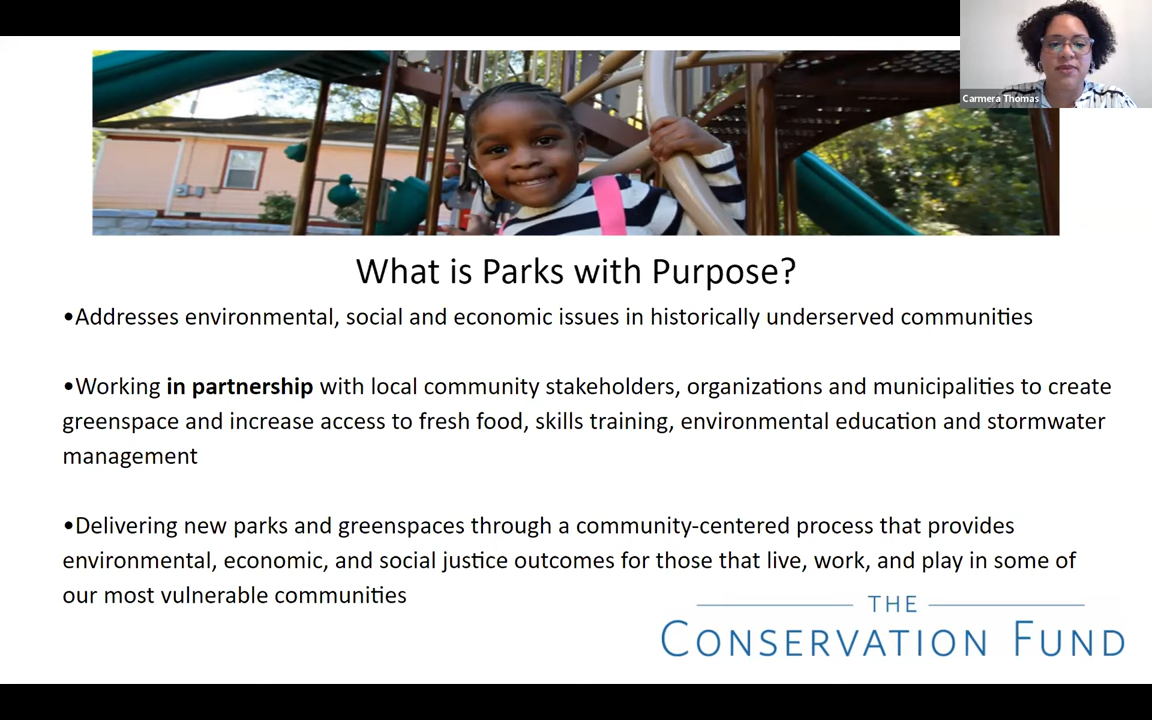 Carmera Thomas
What is Parks with Purpose?
•Addresses environmental, social and economic issues in historically underserved communities
•Working in partnership with local community stakeholders, organizations and municipalities to create
greenspace and increase access to fresh food, skills training, environmental education and stormwater
management
•Delivering new parks and greenspaces through a community-centered process that provides
environmental, economic, and social justice outcomes for those that live, work, and play in some of
our most vulnerable communities
THE
CONSERVATION FUND